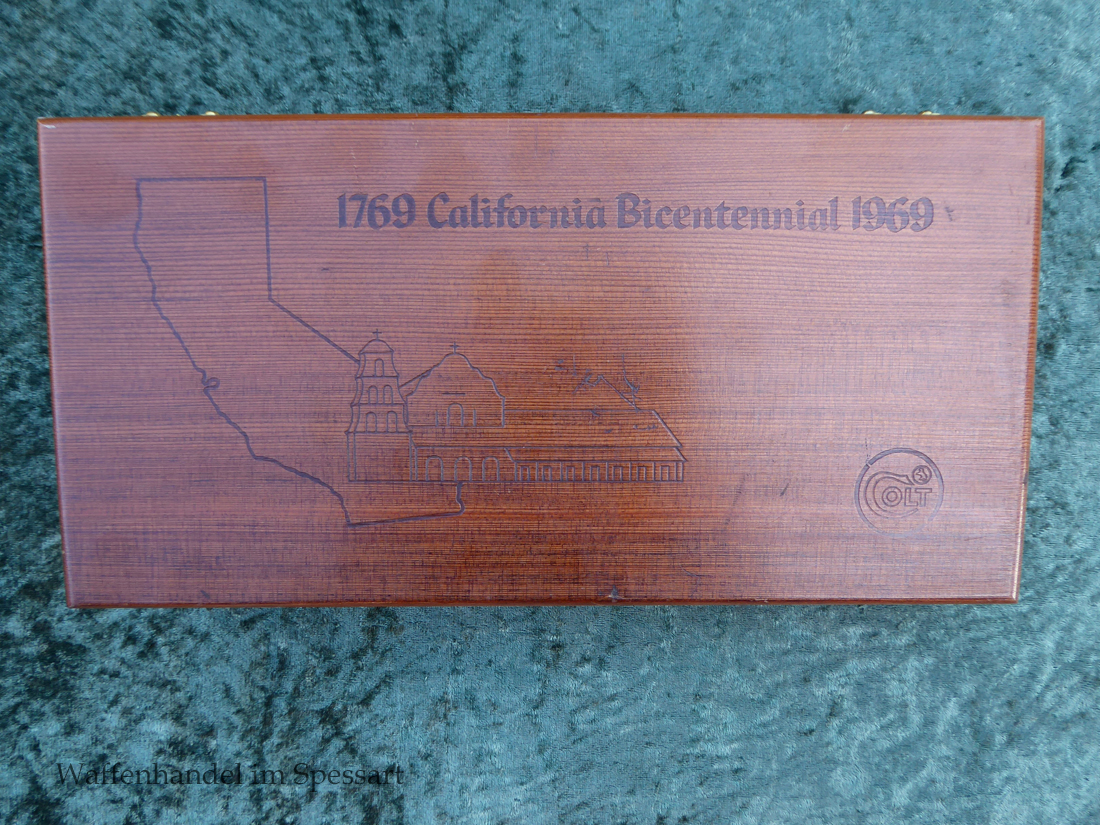 1769 California Bicentennial 1969
COLT
Waffenhandel im Spessart